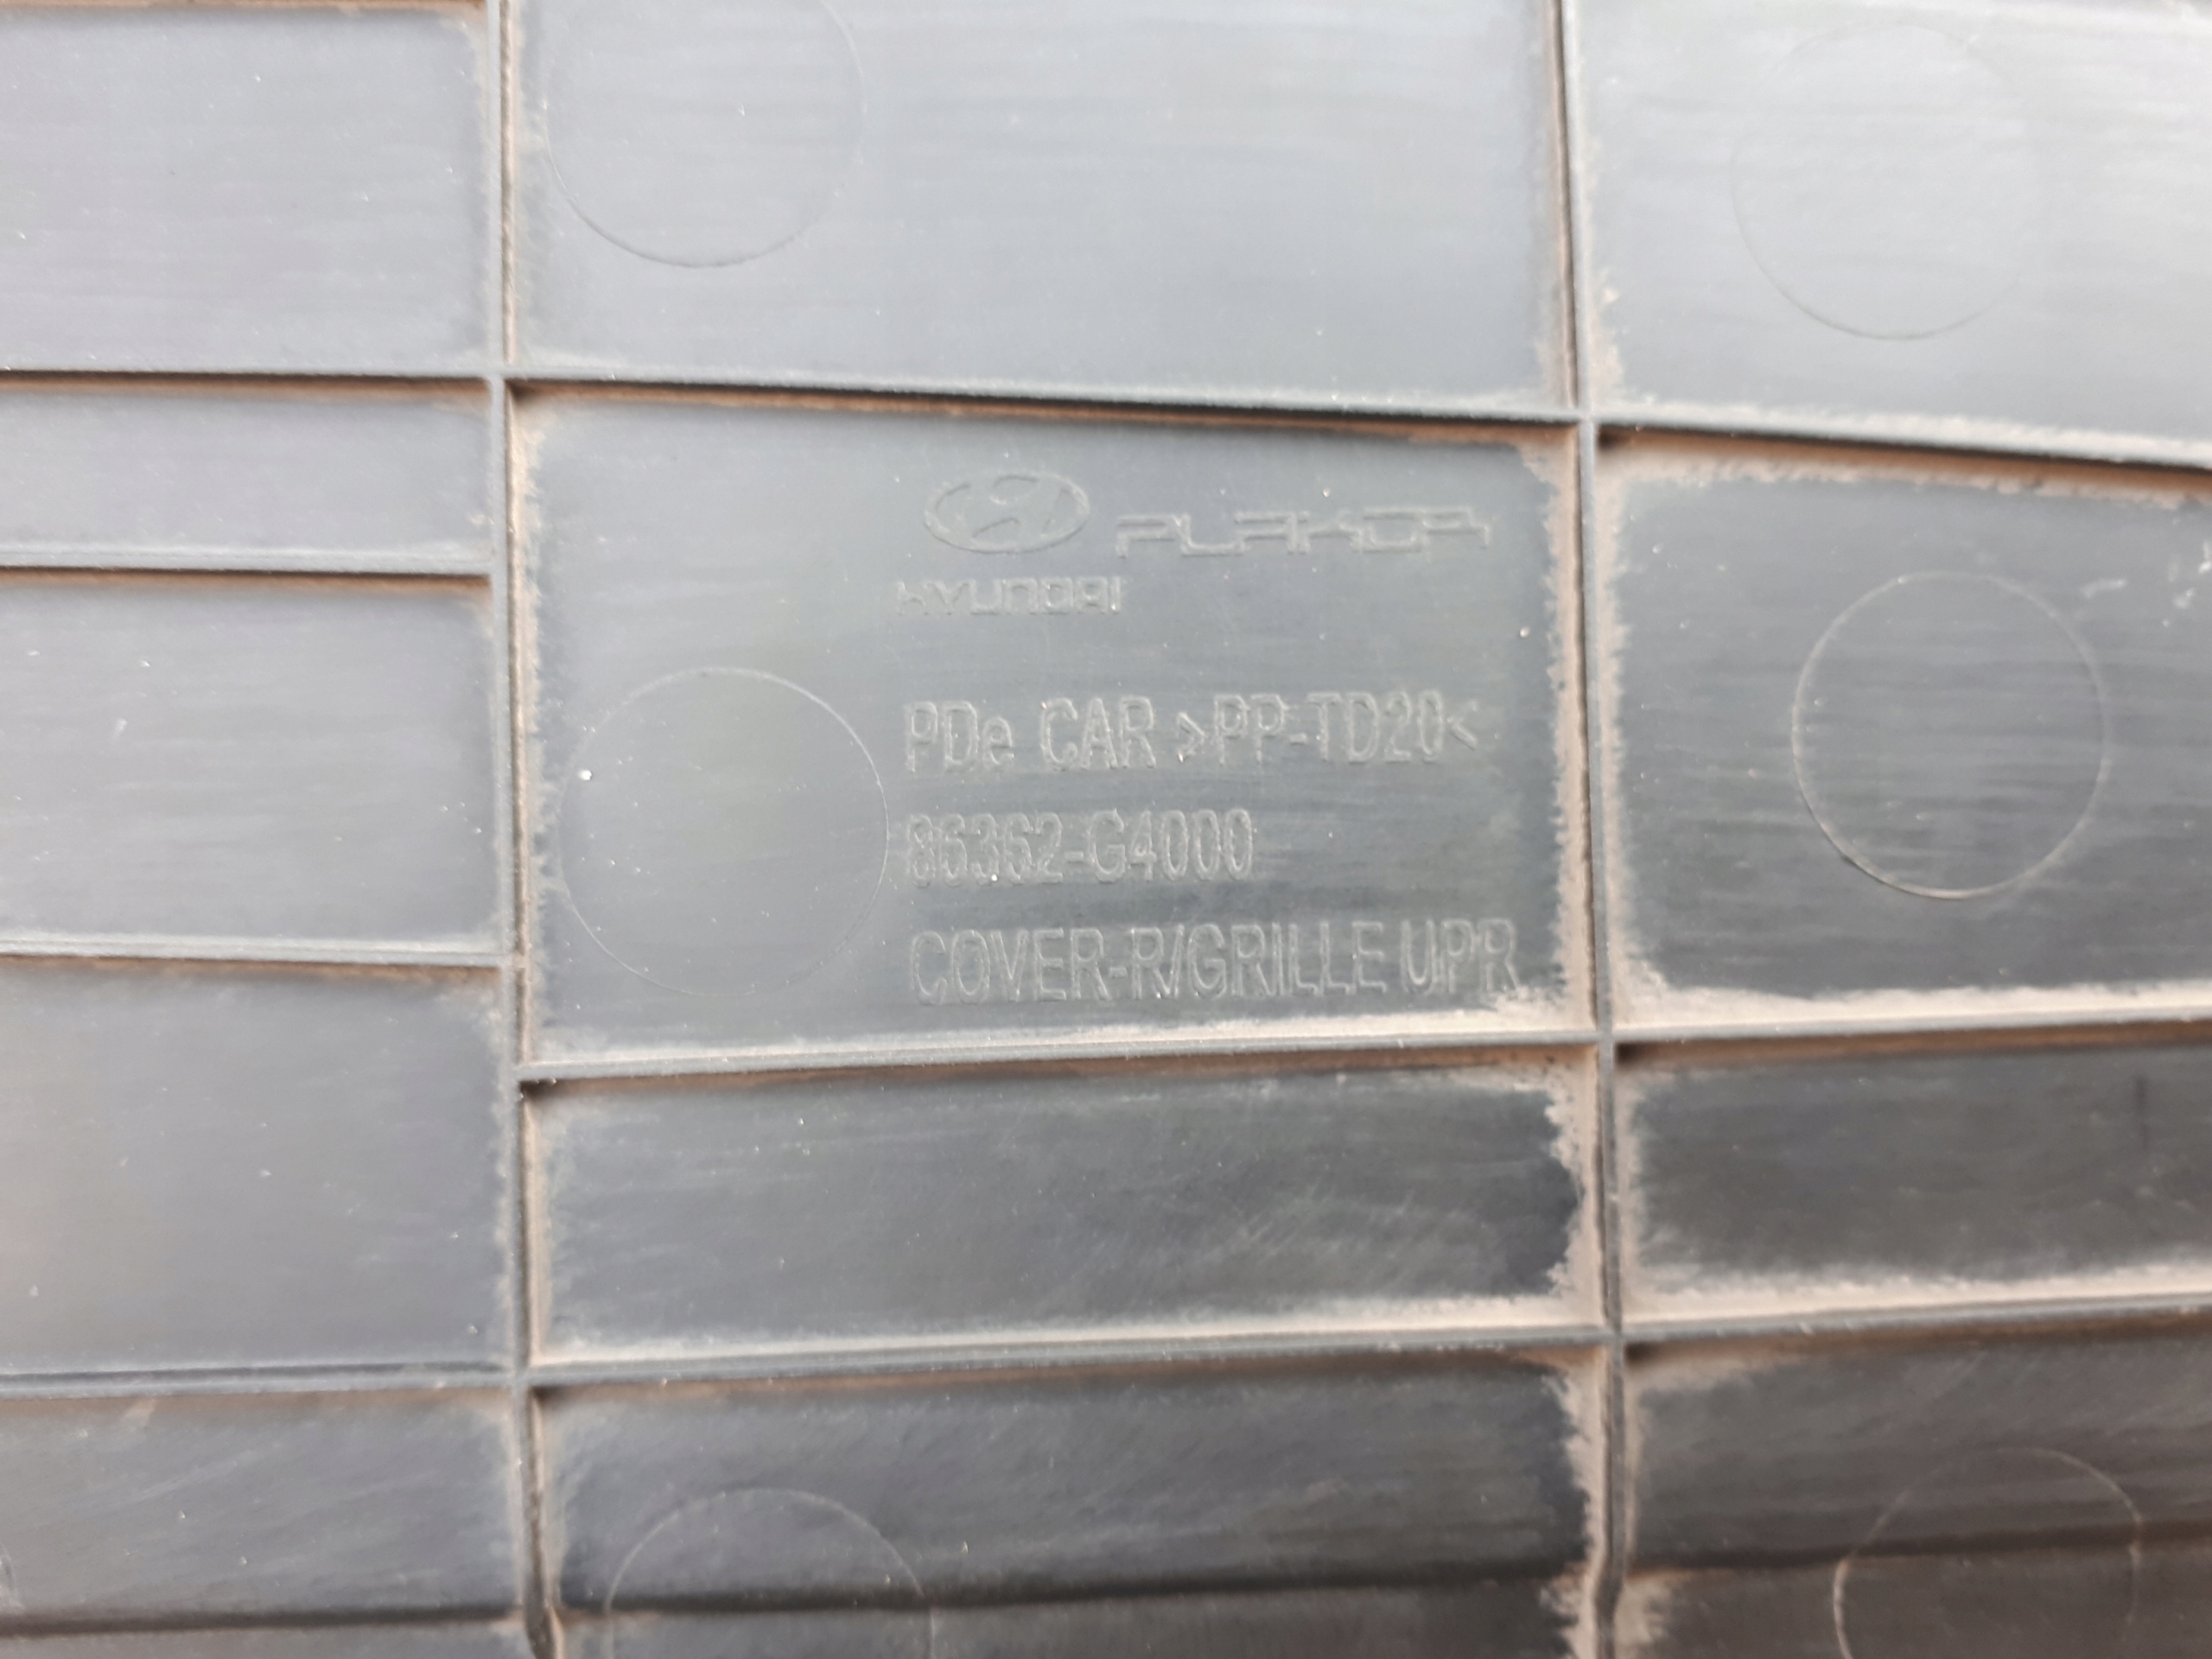 PLAKOR
HYUNDAI
PDe CAR >PP-TD20<
86362-G4000
COVER-R/GRILLE UPR